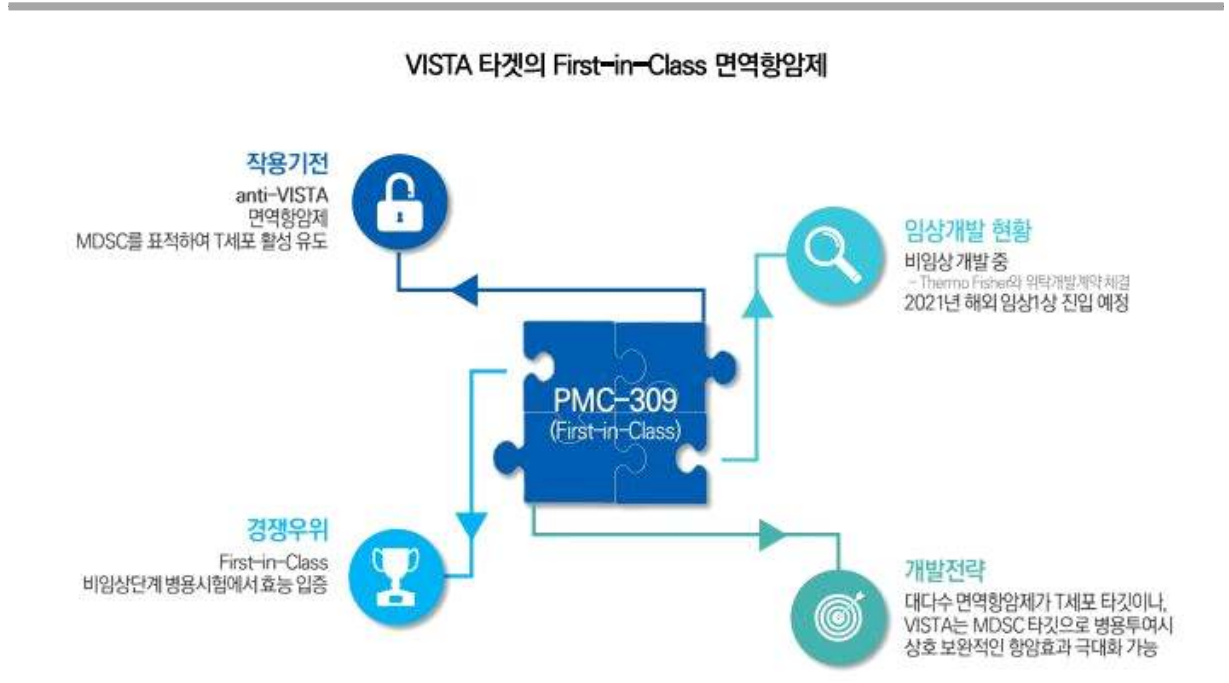 VISTA 타겟의 First-in-Class 면역항암제
작용기전
anti-VISTA
면역항암제
MDSC를 표적하여 T세포 활성 유도
임상개발 현황
비임상 개발 중
- Thermo Fisher와 위탁개발계약 체결
2021년 해외 임상1상 진입 예정
PMC-309
(First-in-Class)
경쟁우위
First-in-Class
비임상단계 병용시험에서 효능 입증
개발전략
대다수 면역항암제가 T세포 타깃이나,
VISTA는 MDSC 타깃으로 병용투여시
상호 보완적인 항암효과 극대화 가능